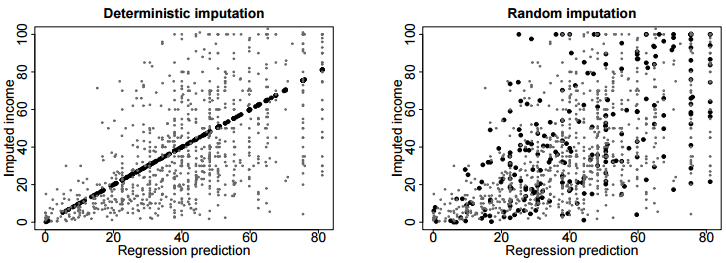 Deterministic imputation
Imputed income
0 20 40 60 80 100
0 20 40 60 80
Regression prediction
Random imputation
Imputed income
0 20 40 60 80 100
0 20 40 60 80
Regression prediction